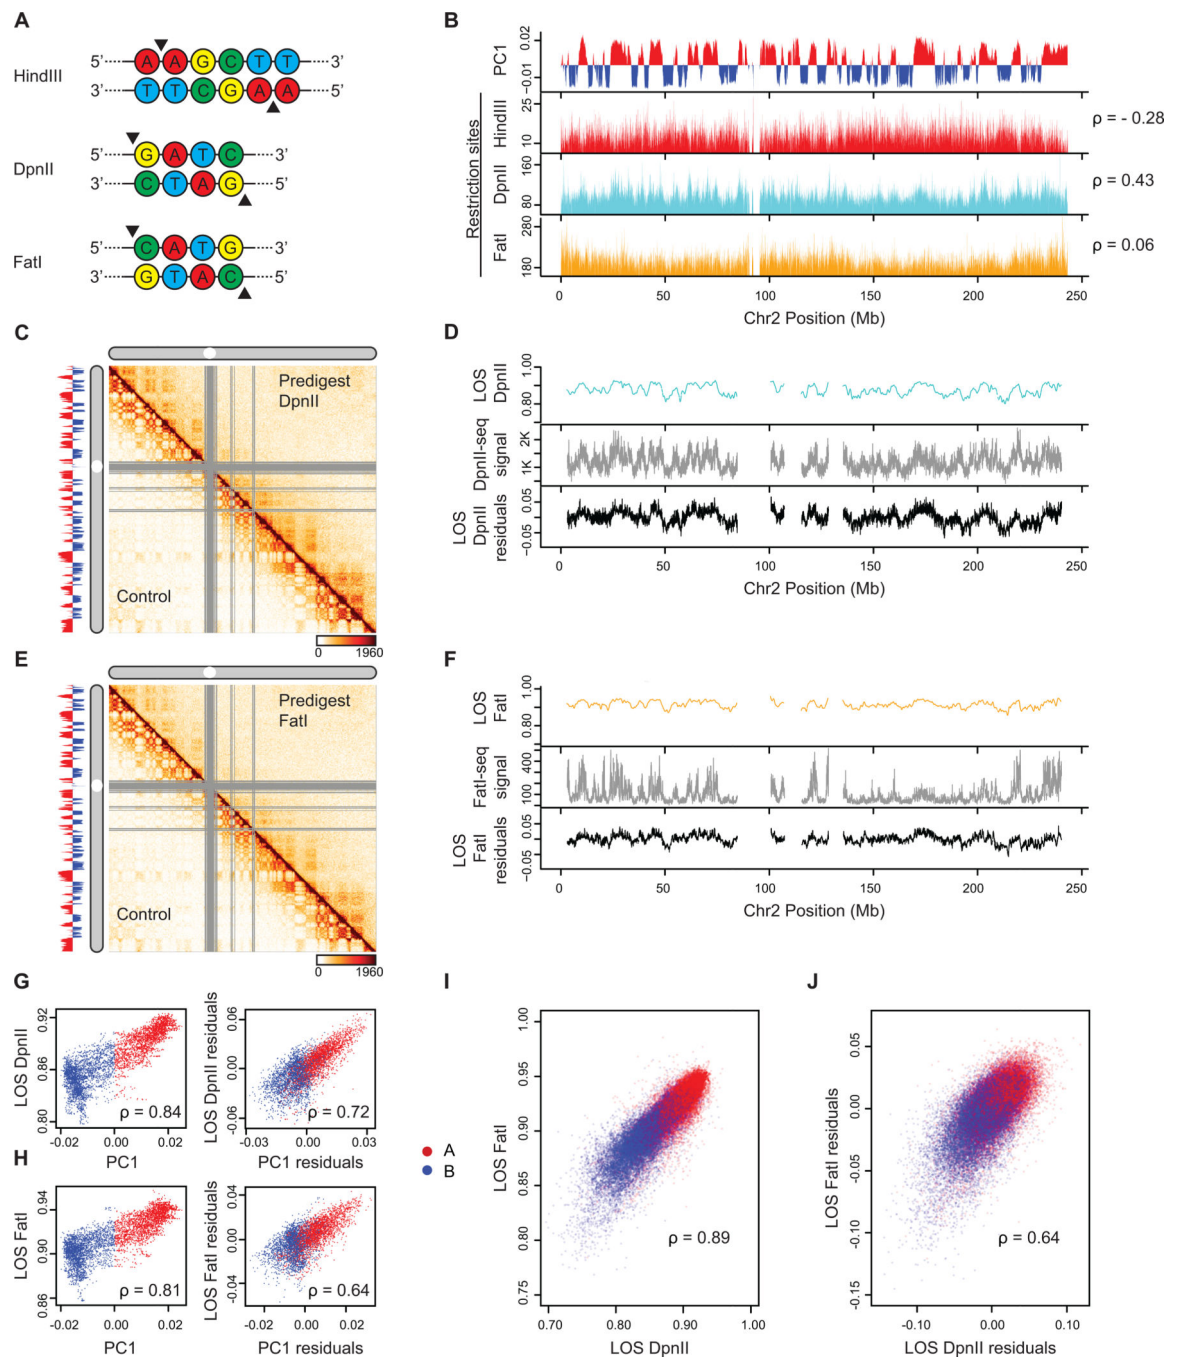 A
HindIII
5’ A A G C T T 3’
3’ T T C G A A 5’
DpnII
5’ G A T C 3’
3’ C T A G 5’
FatI
5’ C A T G 3’
3’ G T A C 5’
B
PC1
0.02
−0.01
Restriction sites
HindIII
25
10
ρ = - 0.28
DpnII
160
80
ρ = 0.43
FatI
280
180
ρ = 0.06
0 50 100 150 200 250
Chr2 Position (Mb)
C
Predigest
DpnII
Control
0 1960
D
LOS
DpnII
1.00
0.80
DpnII-seq
signal
2K
1K
LOS
DpnII
residuals
0.05
−0.05
0 50 100 150 200 250
Chr2 Position (Mb)
E
Predigest
FatI
Control
0 1960
F
LOS
FatI
1.00
0.80
FatI-seq
signal
400
100
LOS
FatI
residuals
0.05
−0.05
0 50 100 150 200 250
Chr2 Position (Mb)
G
LOS DpnII
0.92
0.86
0.80
ρ = 0.84
-0.02 0.00 0.02
PC1
LOS DpnII residuals
0.06
0.00
-0.06
ρ = 0.72
-0.03 0.00 0.03
PC1 residuals
H
LOS FatI
0.94
0.90
0.86
ρ = 0.81
-0.02 0.00 0.02
PC1
LOS FatI residuals
0.04
0.00
-0.04
ρ = 0.64
-0.02 0.00 0.02
PC1 residuals
A
B
I
LOS FatI
1.00
0.95
0.90
0.85
0.80
0.75
ρ = 0.89
0.70 0.80 0.90 1.00
LOS DpnII
J
LOS FatI residuals
0.05
0.00
-0.05
-0.10
-0.15
ρ = 0.64
-0.10 0.00 0.10
LOS DpnII residuals